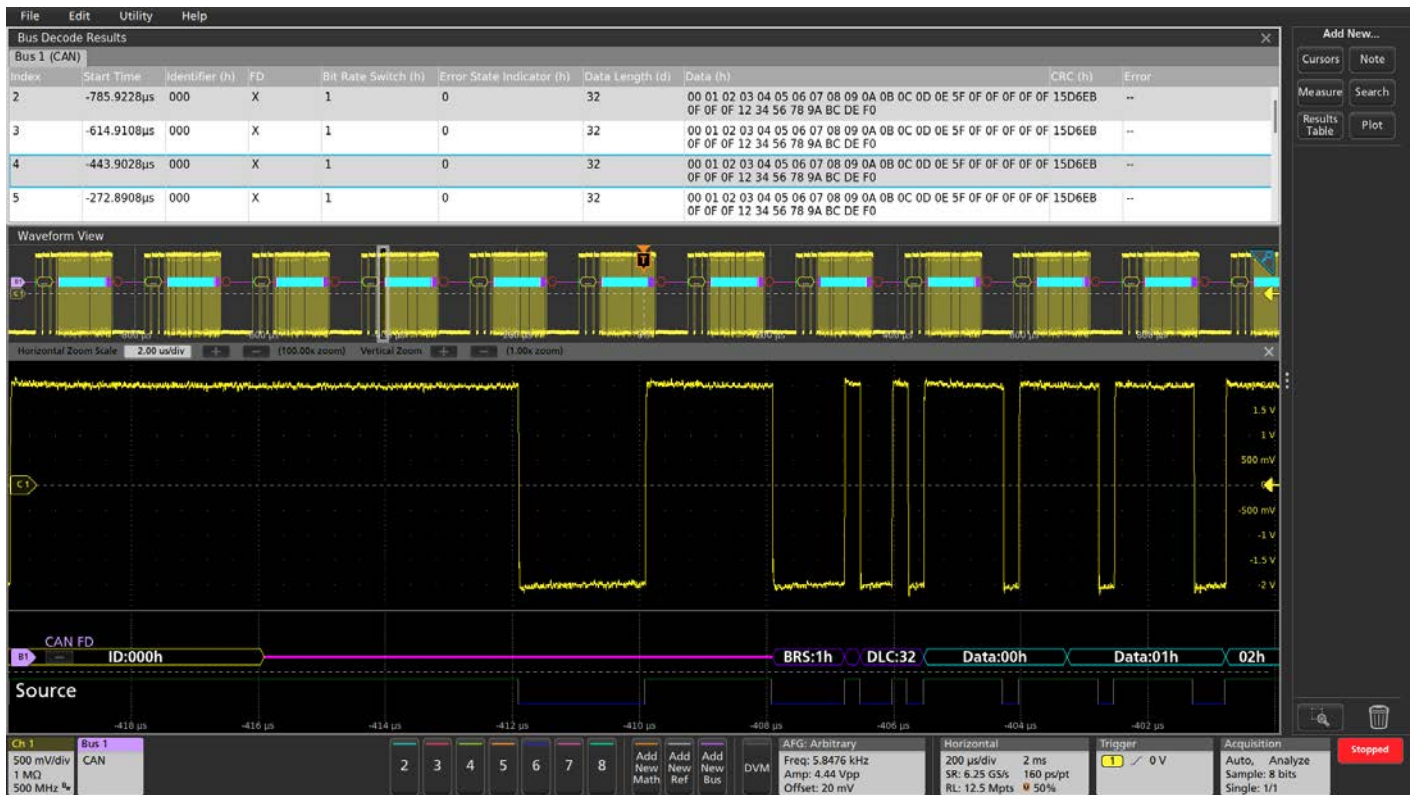 File Edit Utility Help
Bus Decode Results
Bus 1 (CAN)
Index Start Time Identifier (h) FD Bit Rate Switch (h) Error State Indicator (h) Data Length (d) Data (h) CRC (h) Error
2 -785.9228µs 000 X 1 0 32 00 01 02 03 04 05 06 07 08 09 0A 0B 0C 0D 0E 5F 0F 0F 0F 0F 0F 15D6EB --
0F 0F 0F 12 34 56 78 9A BC DE F0
3 -614.9108µs 000 X 1 0 32 00 01 02 03 04 05 06 07 08 09 0A 0B 0C 0D 0E 5F 0F 0F 0F 0F 0F 15D6EB --
0F 0F 0F 12 34 56 78 9A BC DE F0
4 -443.9028µs 000 X 1 0 32 00 01 02 03 04 05 06 07 08 09 0A 0B 0C 0D 0E 5F 0F 0F 0F 0F 0F 15D6EB --
0F 0F 0F 12 34 56 78 9A BC DE F0
5 -272.8908µs 000 X 1 0 32 00 01 02 03 04 05 06 07 08 09 0A 0B 0C 0D 0E 5F 0F 0F 0F 0F 0F 15D6EB --
0F 0F 0F 12 34 56 78 9A BC DE F0
Waveform View
T
B1
C1
Horizontal Zoom Scale 2.00 us/div + — (100.00x zoom) Vertical Zoom + — (1.00x zoom)
1.5 V
1 V
500 mV
C1
-500 mV
-1 V
-1.5 V
-2 V
CAN FD
B1 ID:000h BRS:1h DLC:32 Data:00h Data:01h 02h
Source
-418 µs -416 µs -414 µs -412 µs -410 µs -408 µs -406 µs -404 µs -402 µs
Add New...
Cursors Note
Measure Search
Results Table Plot
Ch 1
500 mV/div
1 MΩ
500 MHz
Bus 1
CAN
2 3 4 5 6 7 8
Add New Math
Add New Ref
Add New Bus
DVM
AFG: Arbitrary
Freq: 5.8476 kHz
Amp: 4.44 Vpp
Offset: 20 mV
Horizontal
200 µs/div 2 ms
SR: 6.25 GS/s 160 ps/pt
RL: 12.5 Mpts 50%
Trigger
1 0 V
Acquisition
Auto, Analyze
Sample: 8 bits
Single: 1/1
Stopped